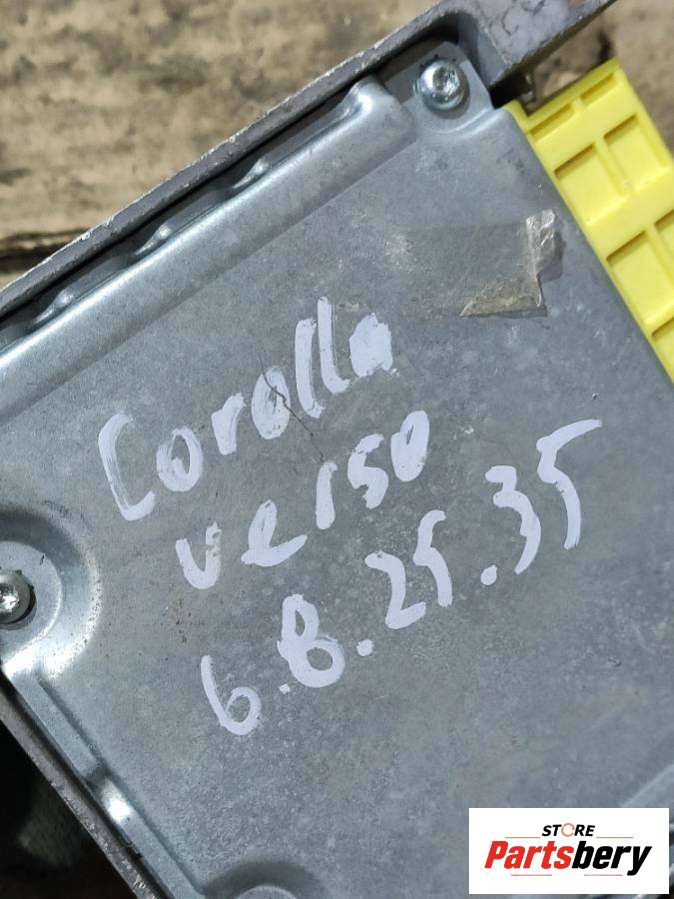 Corolla
verso
6.8.25.35
STORE
Partsbery